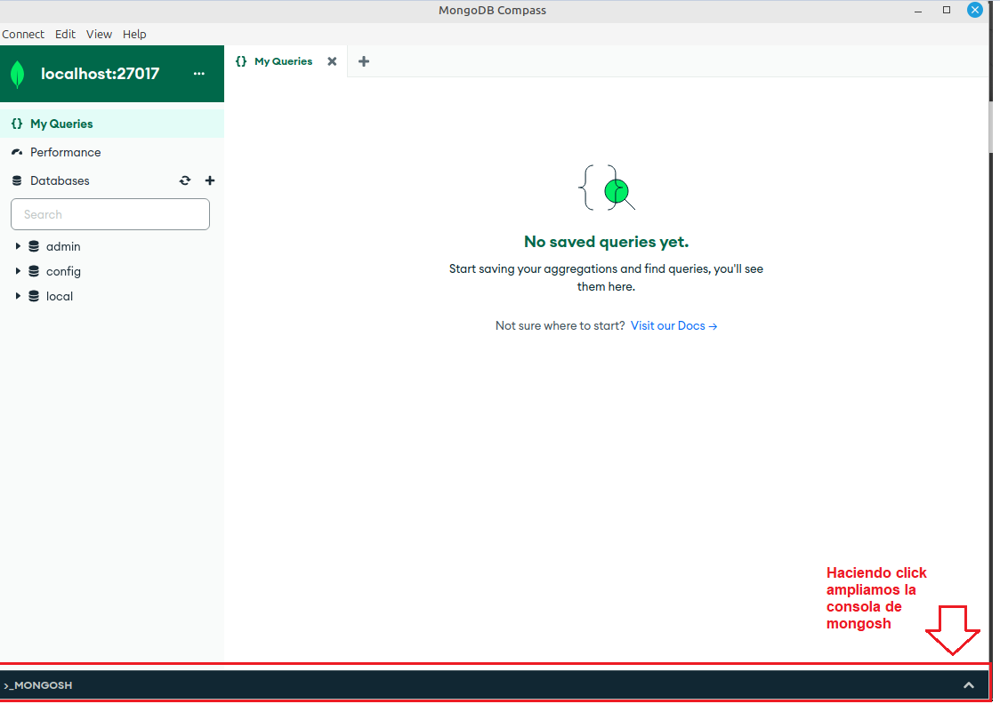 MongoDB Compass
Connect Edit View Help
localhost:27017
My Queries
My Queries
Performance
Databases
Search
admin
config
local
No saved queries yet.
Start saving your aggregations and find queries, you'll see
them here.
Not sure where to start? Visit our Docs →
Haciendo click
ampliamos la
consola de
mongosh
>_MONGOSH